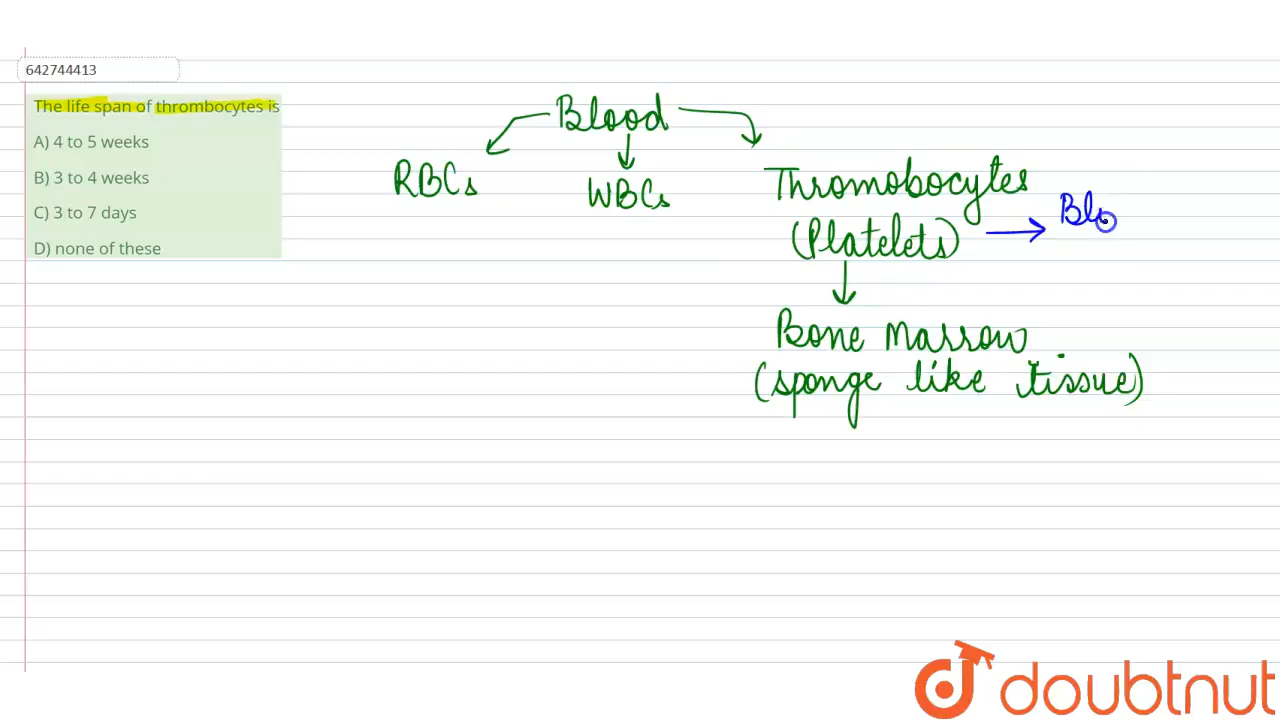 642744413
The life span of thrombocytes is
A) 4 to 5 weeks
B) 3 to 4 weeks
C) 3 to 7 days
D) none of these
Blood
RBCs
WBCs
Thromobocytes
(Platelets)
Blo
Bone Marrow
(sponge like tissue)
doubtnut